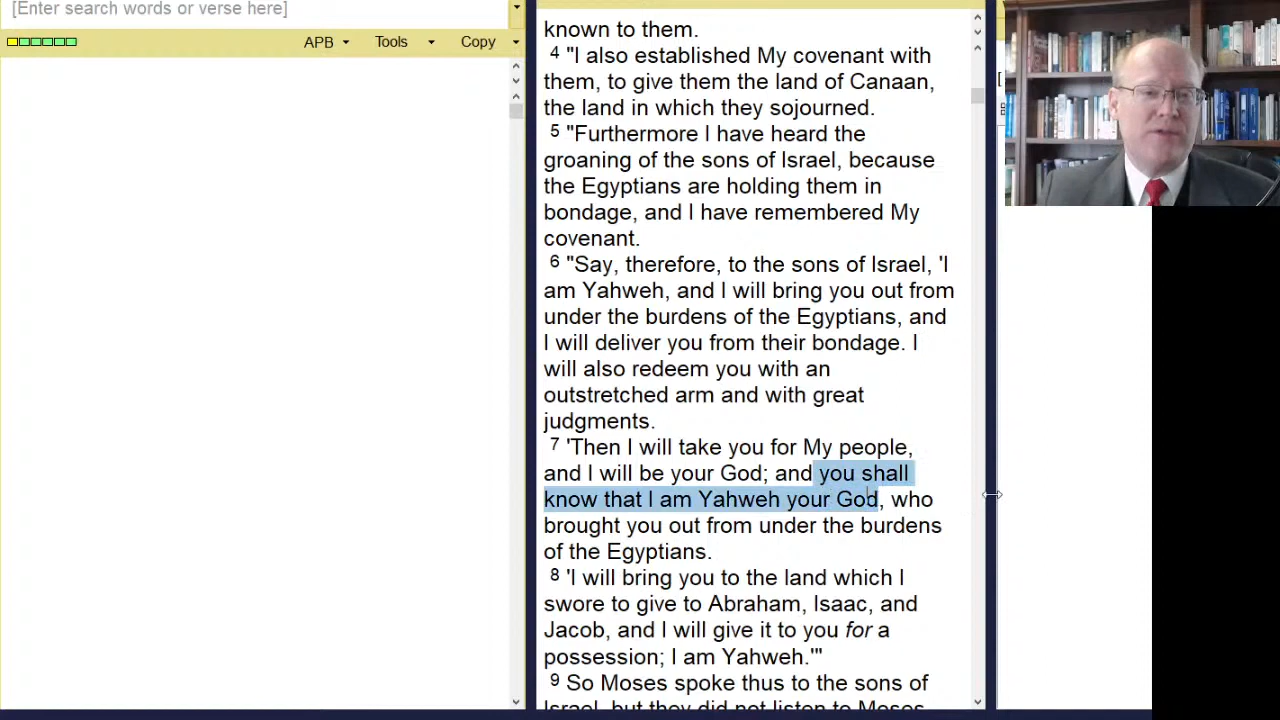 [Enter search words or verse here]
APB Tools Copy
known to them.
4 "I also established My covenant with
them, to give them the land of Canaan,
the land in which they sojourned.
5 "Furthermore I have heard the
groaning of the sons of Israel, because
the Egyptians are holding them in
bondage, and I have remembered My
covenant.
6 "Say, therefore, to the sons of Israel, 'I
am Yahweh, and I will bring you out from
under the burdens of the Egyptians, and
I will deliver you from their bondage. I
will also redeem you with an
outstretched arm and with great
judgments.
7 'Then I will take you for My people,
and I will be your God; and you shall
know that I am Yahweh your God, who
brought you out from under the burdens
of the Egyptians.
8 'I will bring you to the land which I
swore to give to Abraham, Isaac, and
Jacob, and I will give it to you for a
possession; I am Yahweh.'"
9 So Moses spoke thus to the sons of
Israel, but they did not listen to Moses
[